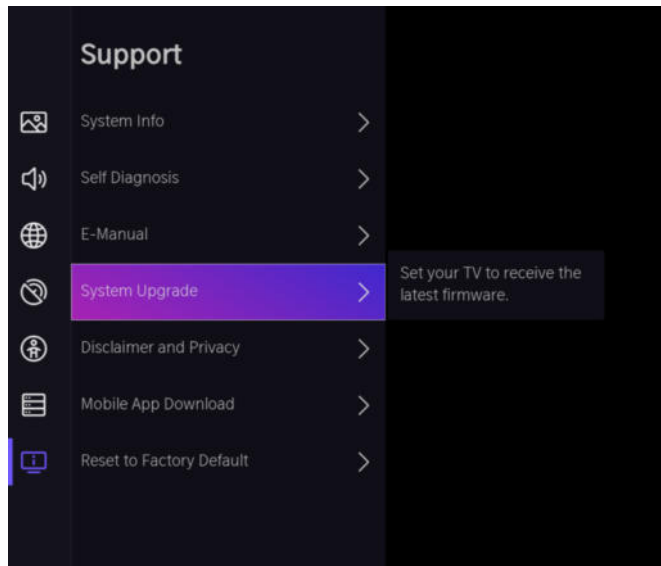 Support
System Info
Self Diagnosis
E-Manual
System Upgrade
Set your TV to receive the
latest firmware.
Disclaimer and Privacy
Mobile App Download
Reset to Factory Default